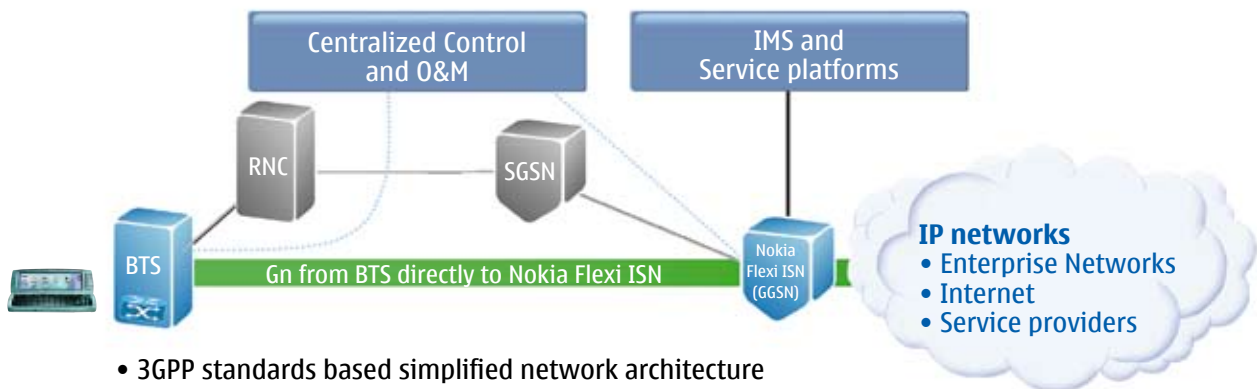 Centralized Control
and O&M
IMS and
Service platforms
RNC
SGSN
BTS
Gn from BTS directly to Nokia Flexi ISN
Nokia
Flexi ISN
(GGSN)
IP networks
• Enterprise Networks
• Internet
• Service providers
• 3GPP standards based simplified network architecture